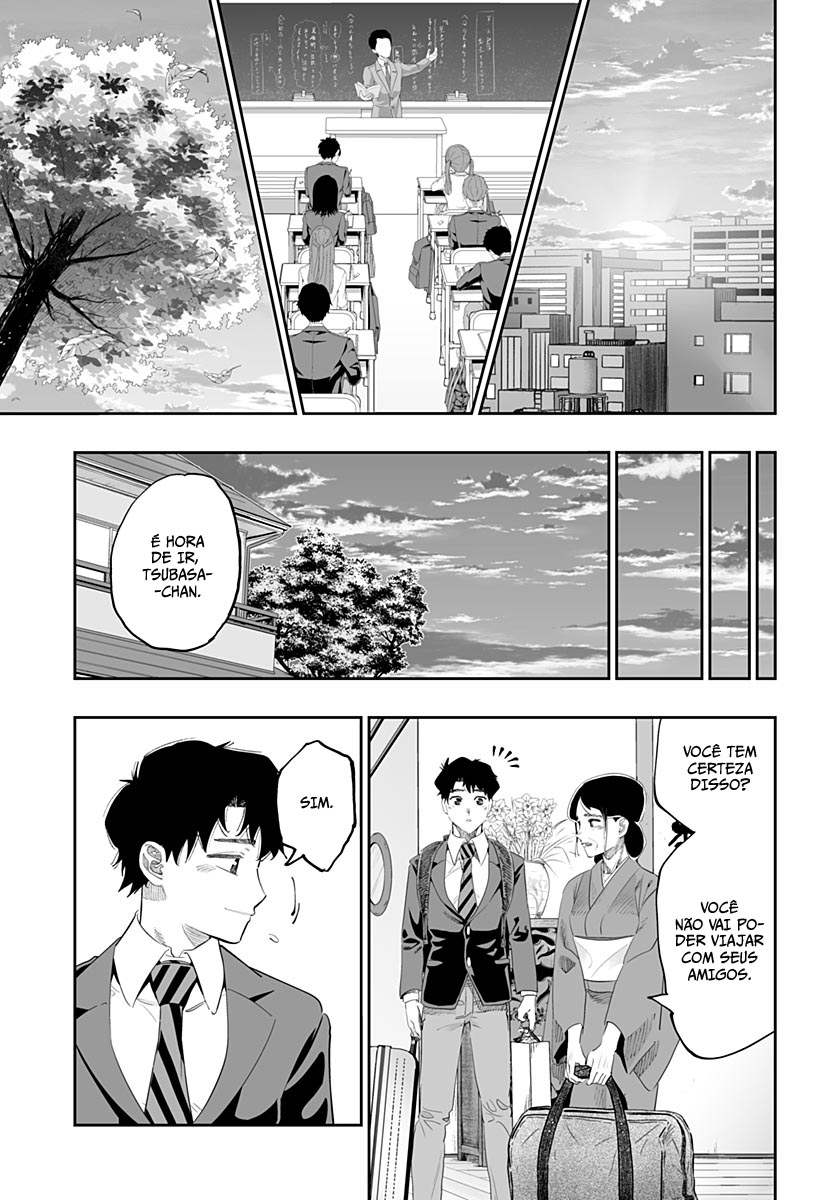 É HORA
DE IR,
TSUBASA-
-CHAN.
VOCÊ TEM
CERTEZA
DISSO?
VOCÊ
NÃO VAI PO-
DER VIAJAR
COM SEUS
AMIGOS.
SIM.